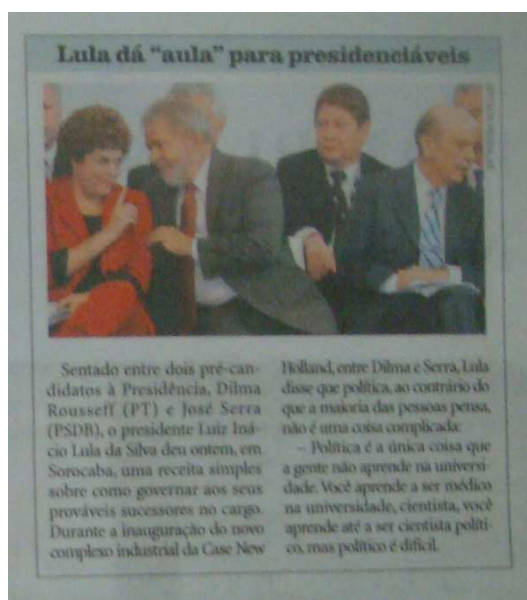 Lula dá “aula” para presidenciáveis
Sentado entre dois pré-can-
didatos à Presidência, Dilma
Rousseff (PT) e José Serra
(PSDB), o presidente Luiz Iná-
cio Lula da Silva deu ontem, em
Sorocaba, uma receita simples
sobre como governar aos seus
prováveis sucessores no cargo.
Durante a inauguração do novo
complexo industrial da Case New
Holland, entre Dilma e Serra, Lula
disse que política, ao contrário do
que a maioria das pessoas pensa,
não é uma coisa complicada:
– Política é a única coisa que
a gente não aprende na universi-
dade. Você aprende a ser médico
na universidade, cientista, você
aprende até a ser cientista políti-
co, mas político é difícil.